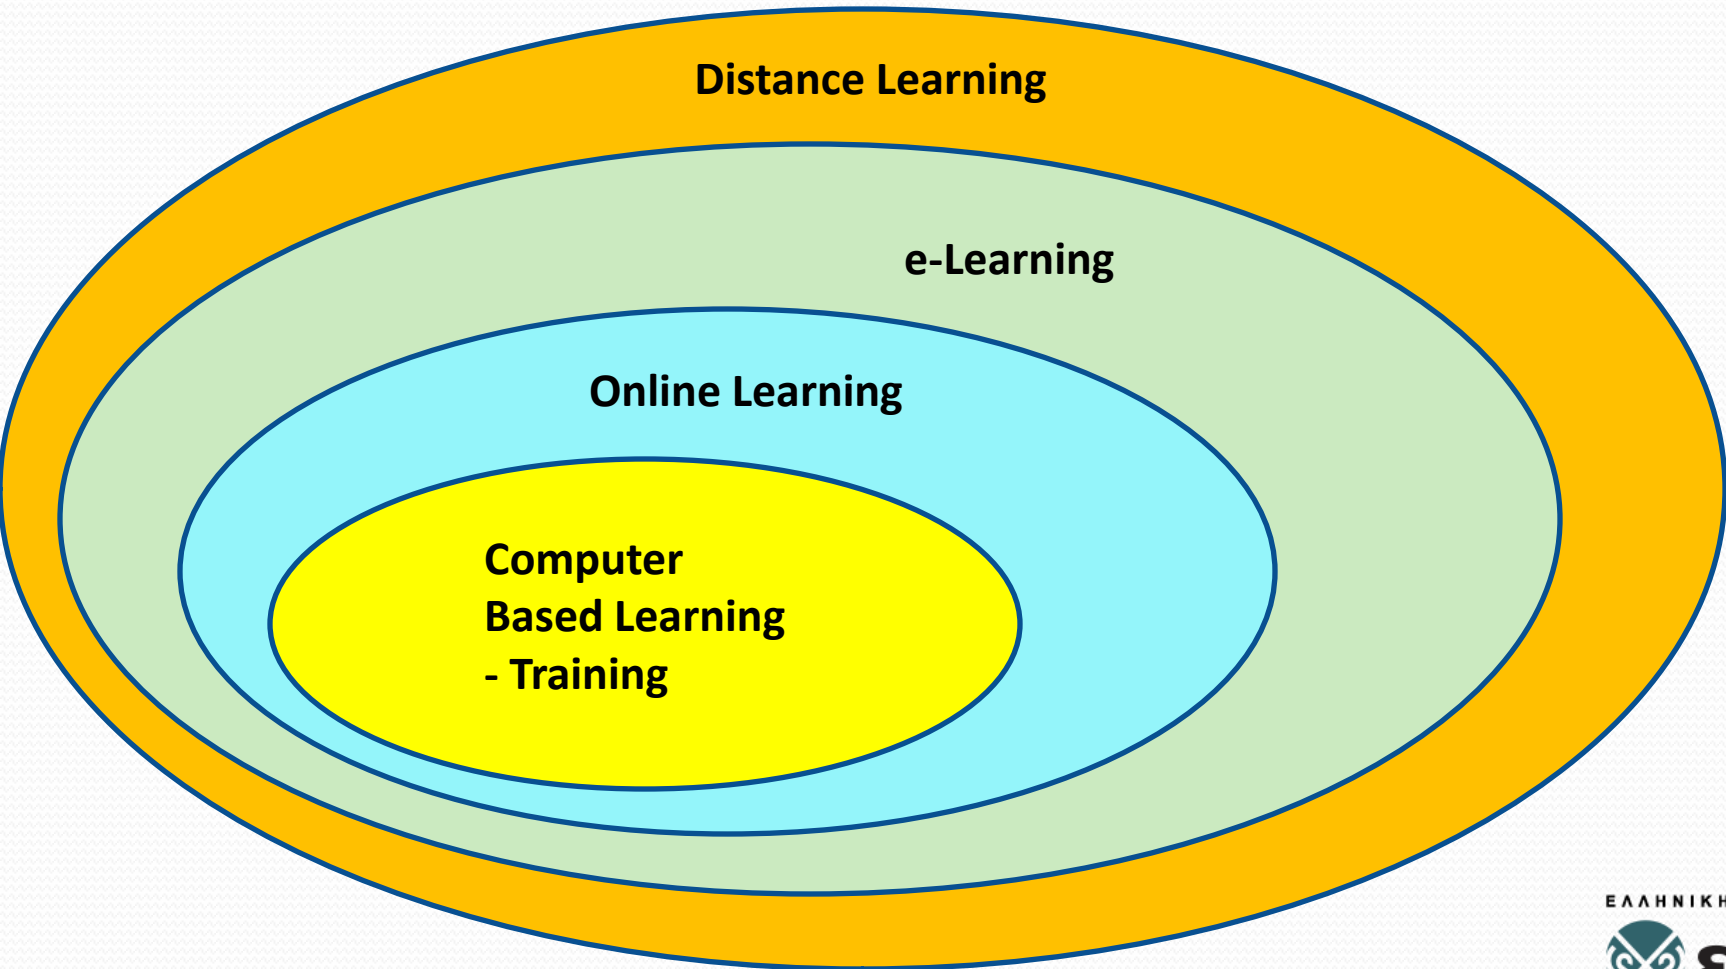 Distance Learning
e-Learning
Online Learning
Computer
Based Learning
- Training
ΕΛΛΗΝΙΚΗ